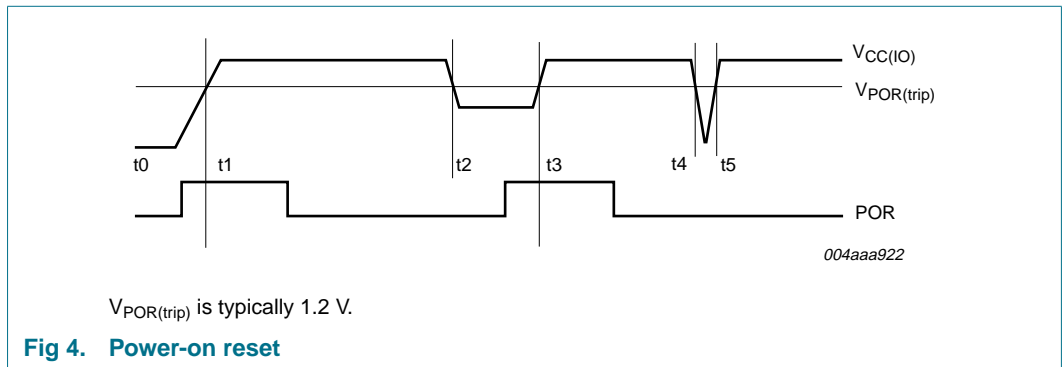 V_CC(IO)
V_POR(trip)
t0 t1 t2 t3 t4 t5
POR
004aaa922
V_POR(trip) is typically 1.2 V.
Fig 4. Power-on reset